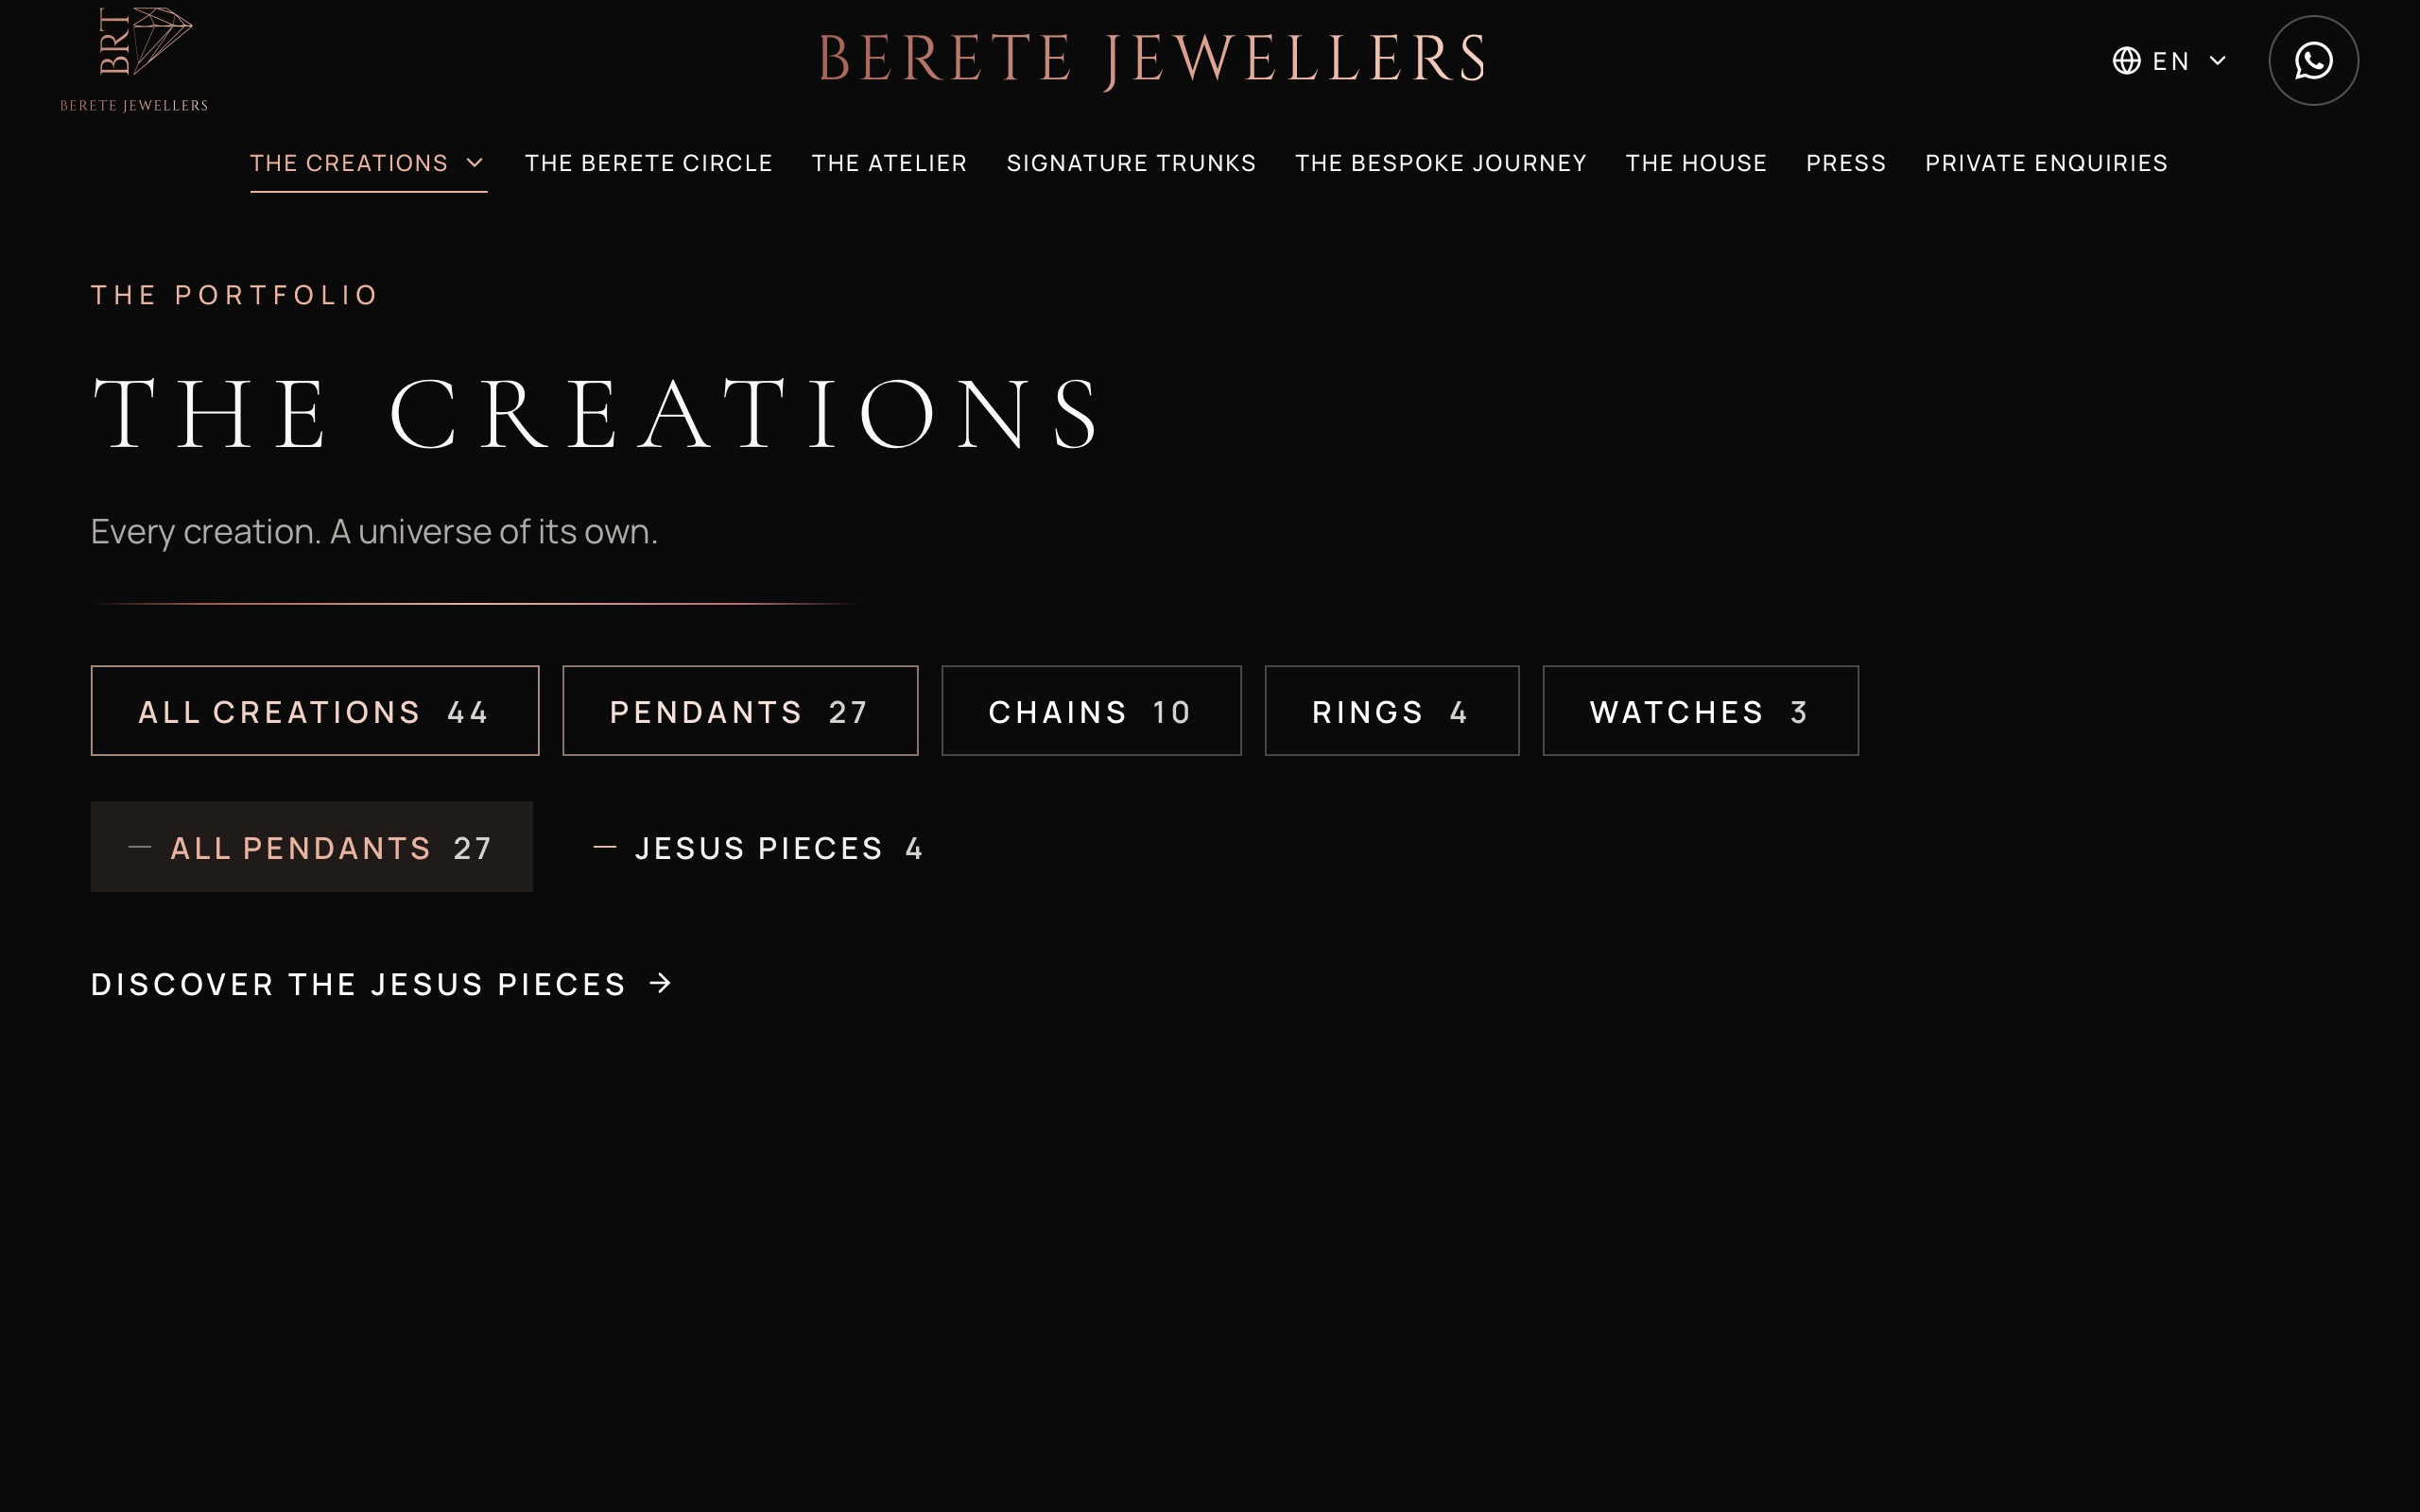 BRT
BERETE JEWELLERS
BERETE JEWELLERS
EN
THE CREATIONS
THE BERETE CIRCLE
THE ATELIER
SIGNATURE TRUNKS
THE BESPOKE JOURNEY
THE HOUSE
PRESS
PRIVATE ENQUIRIES
THE PORTFOLIO
THE CREATIONS
Every creation. A universe of its own.
ALL CREATIONS 44
PENDANTS 27
CHAINS 10
RINGS 4
WATCHES 3
— ALL PENDANTS 27
— JESUS PIECES 4
DISCOVER THE JESUS PIECES →